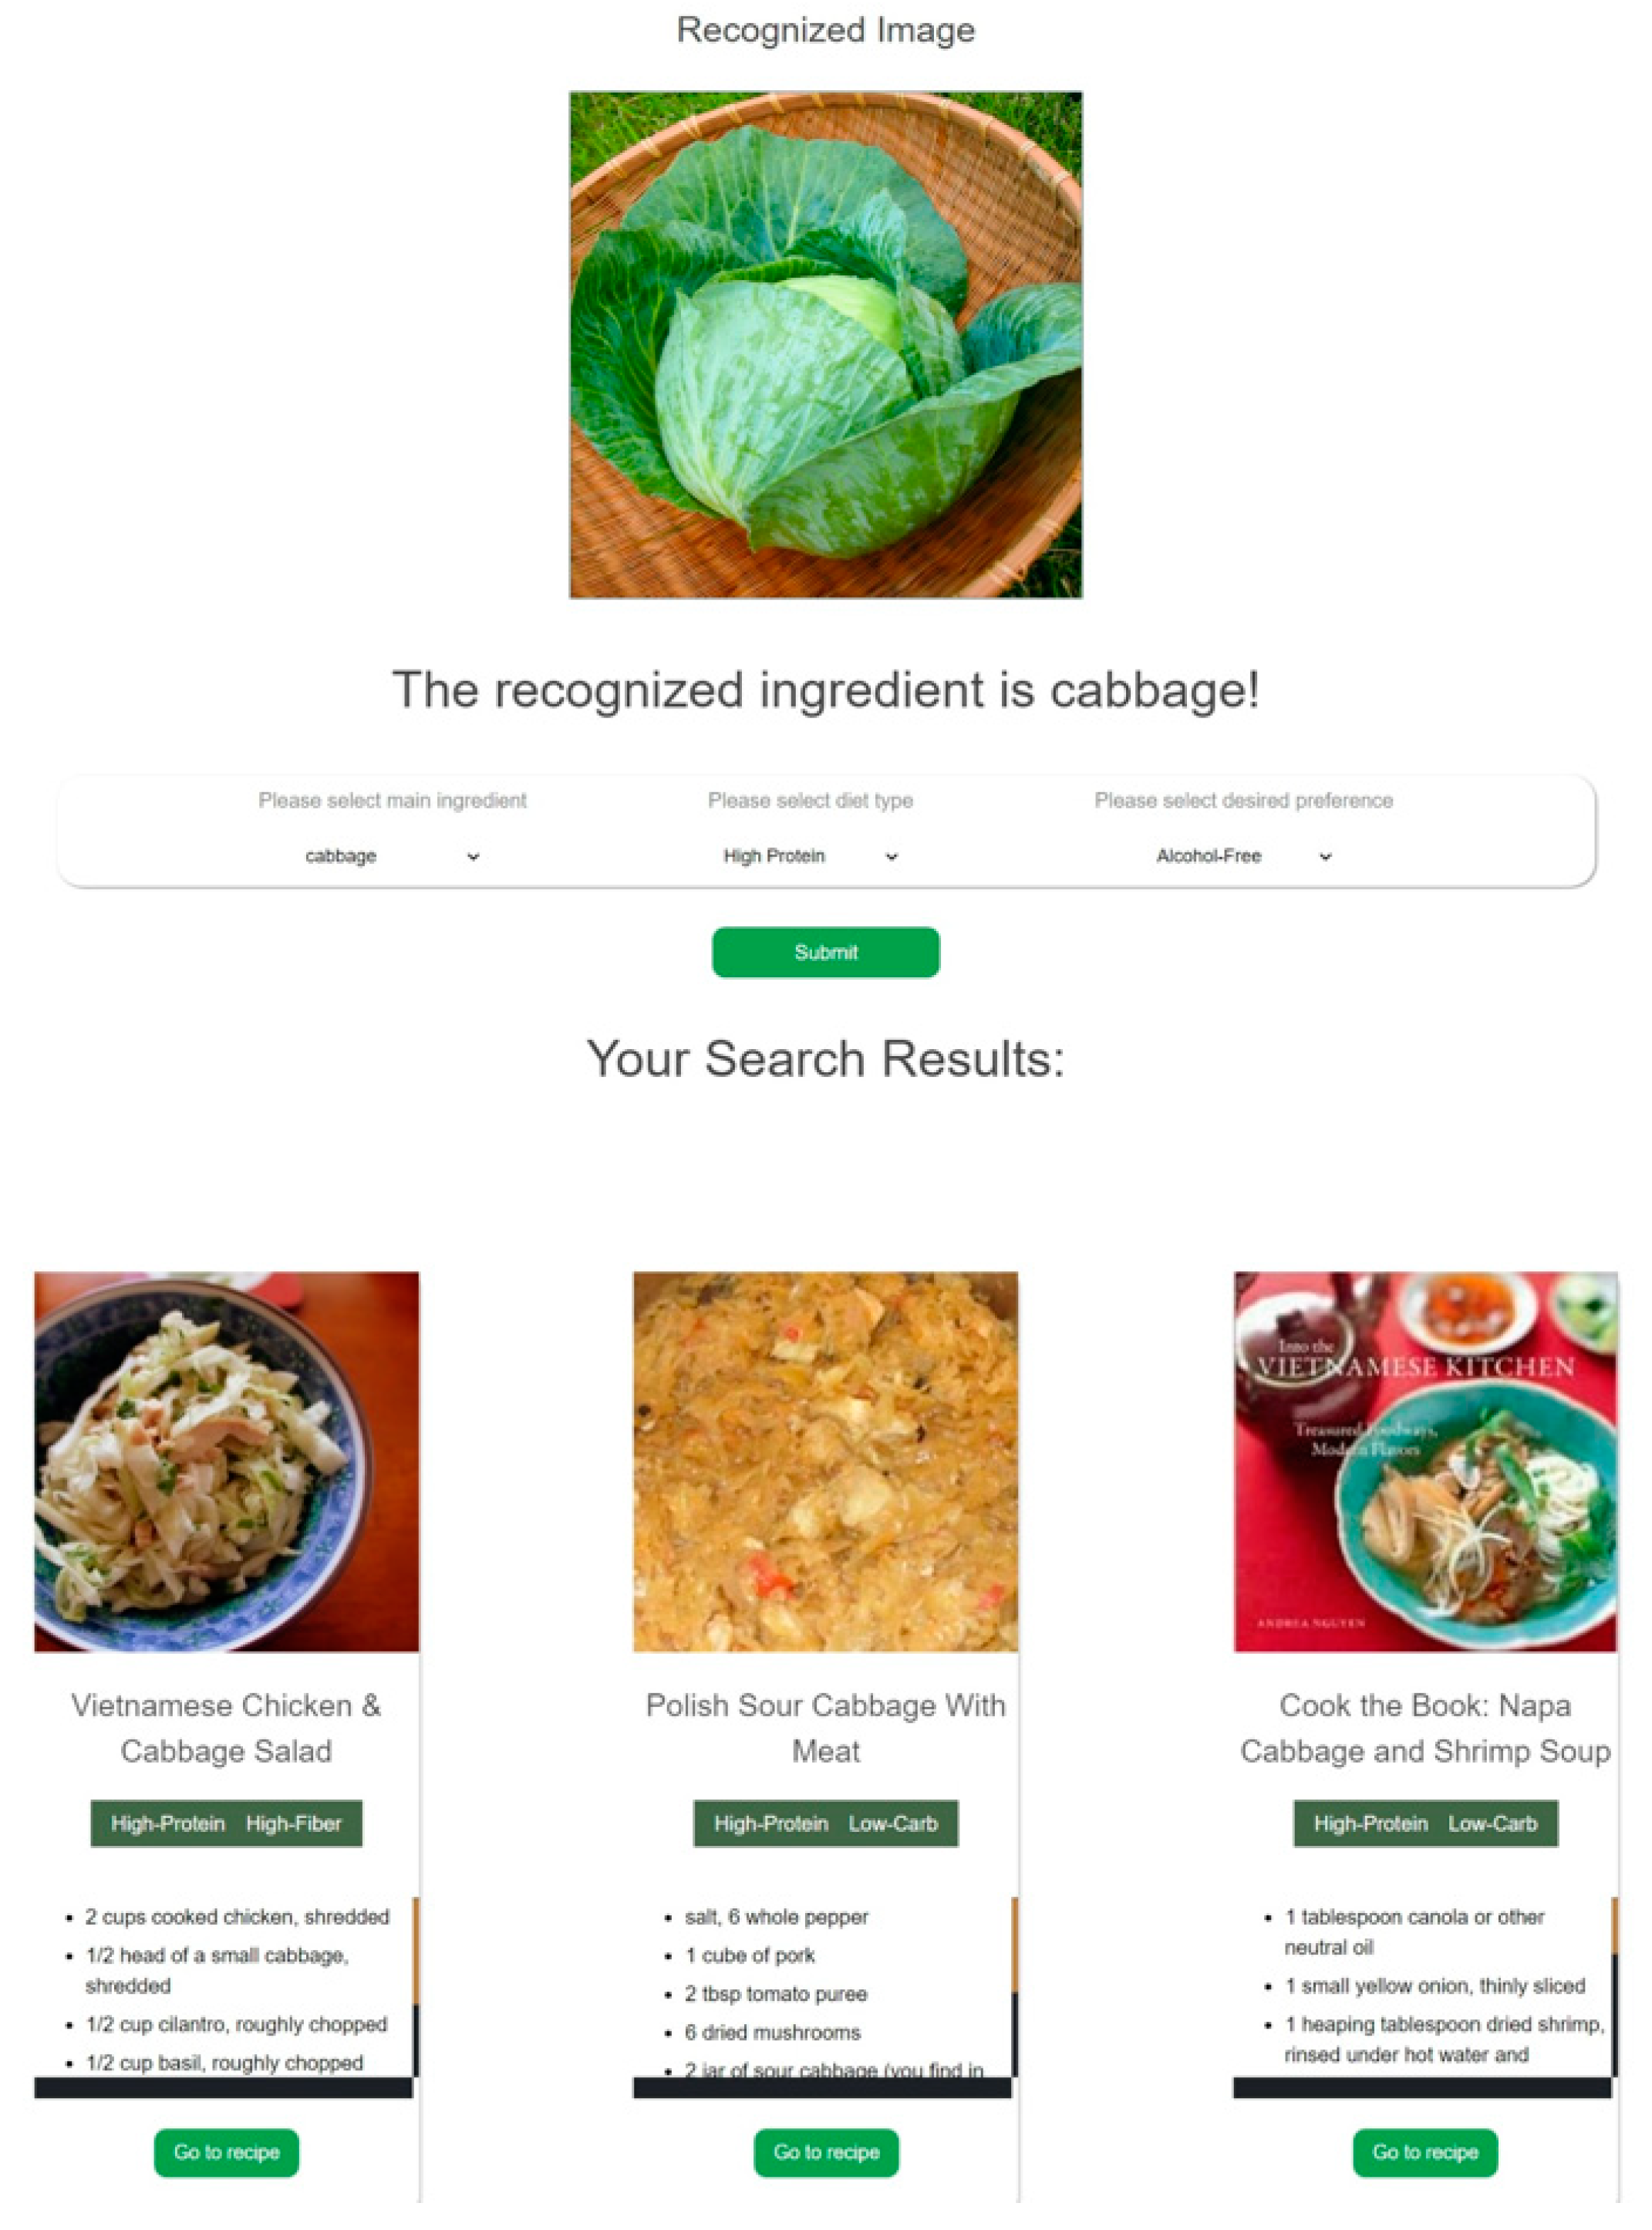 Recognized Image
The recognized ingredient is cabbage!
Please select main ingredient
Please select diet type
Please select desired preference
cabbage
High Protein
Alcohol-Free
Submit
Your Search Results:
Into the
VIETNAMESE KITCHEN
Treasured Foodways,
Modern Flavors
ANDREA NGUYEN
Vietnamese Chicken &
Cabbage Salad
High-Protein High-Fiber
• 2 cups cooked chicken, shredded
• 1/2 head of a small cabbage,
shredded
• 1/2 cup cilantro, roughly chopped
• 1/2 cup basil, roughly chopped
Go to recipe
Polish Sour Cabbage With
Meat
High-Protein Low-Carb
• salt, 6 whole pepper
• 1 cube of pork
• 2 tbsp tomato puree
• 6 dried mushrooms
• 2 jar of sour cabbage (you find in
Go to recipe
Cook the Book: Napa
Cabbage and Shrimp Soup
High-Protein Low-Carb
• 1 tablespoon canola or other
neutral oil
• 1 small yellow onion, thinly sliced
• 1 heaping tablespoon dried shrimp,
rinsed under hot water and
Go to recipe